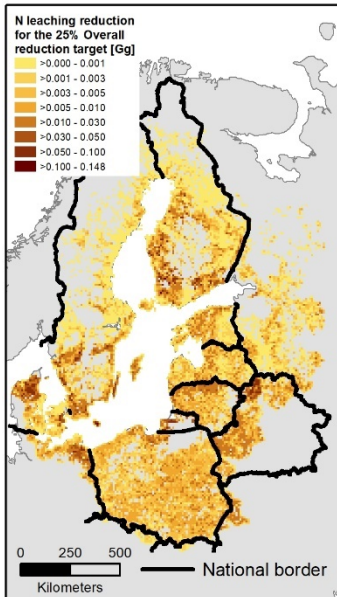 N leaching reduction
for the 25% Overall
reduction target [Gg]
>0.000 - 0.001
>0.001 - 0.003
>0.003 - 0.005
>0.005 - 0.010
>0.010 - 0.030
>0.030 - 0.050
>0.050 - 0.100
>0.100 - 0.148
0 250 500
Kilometers
National border